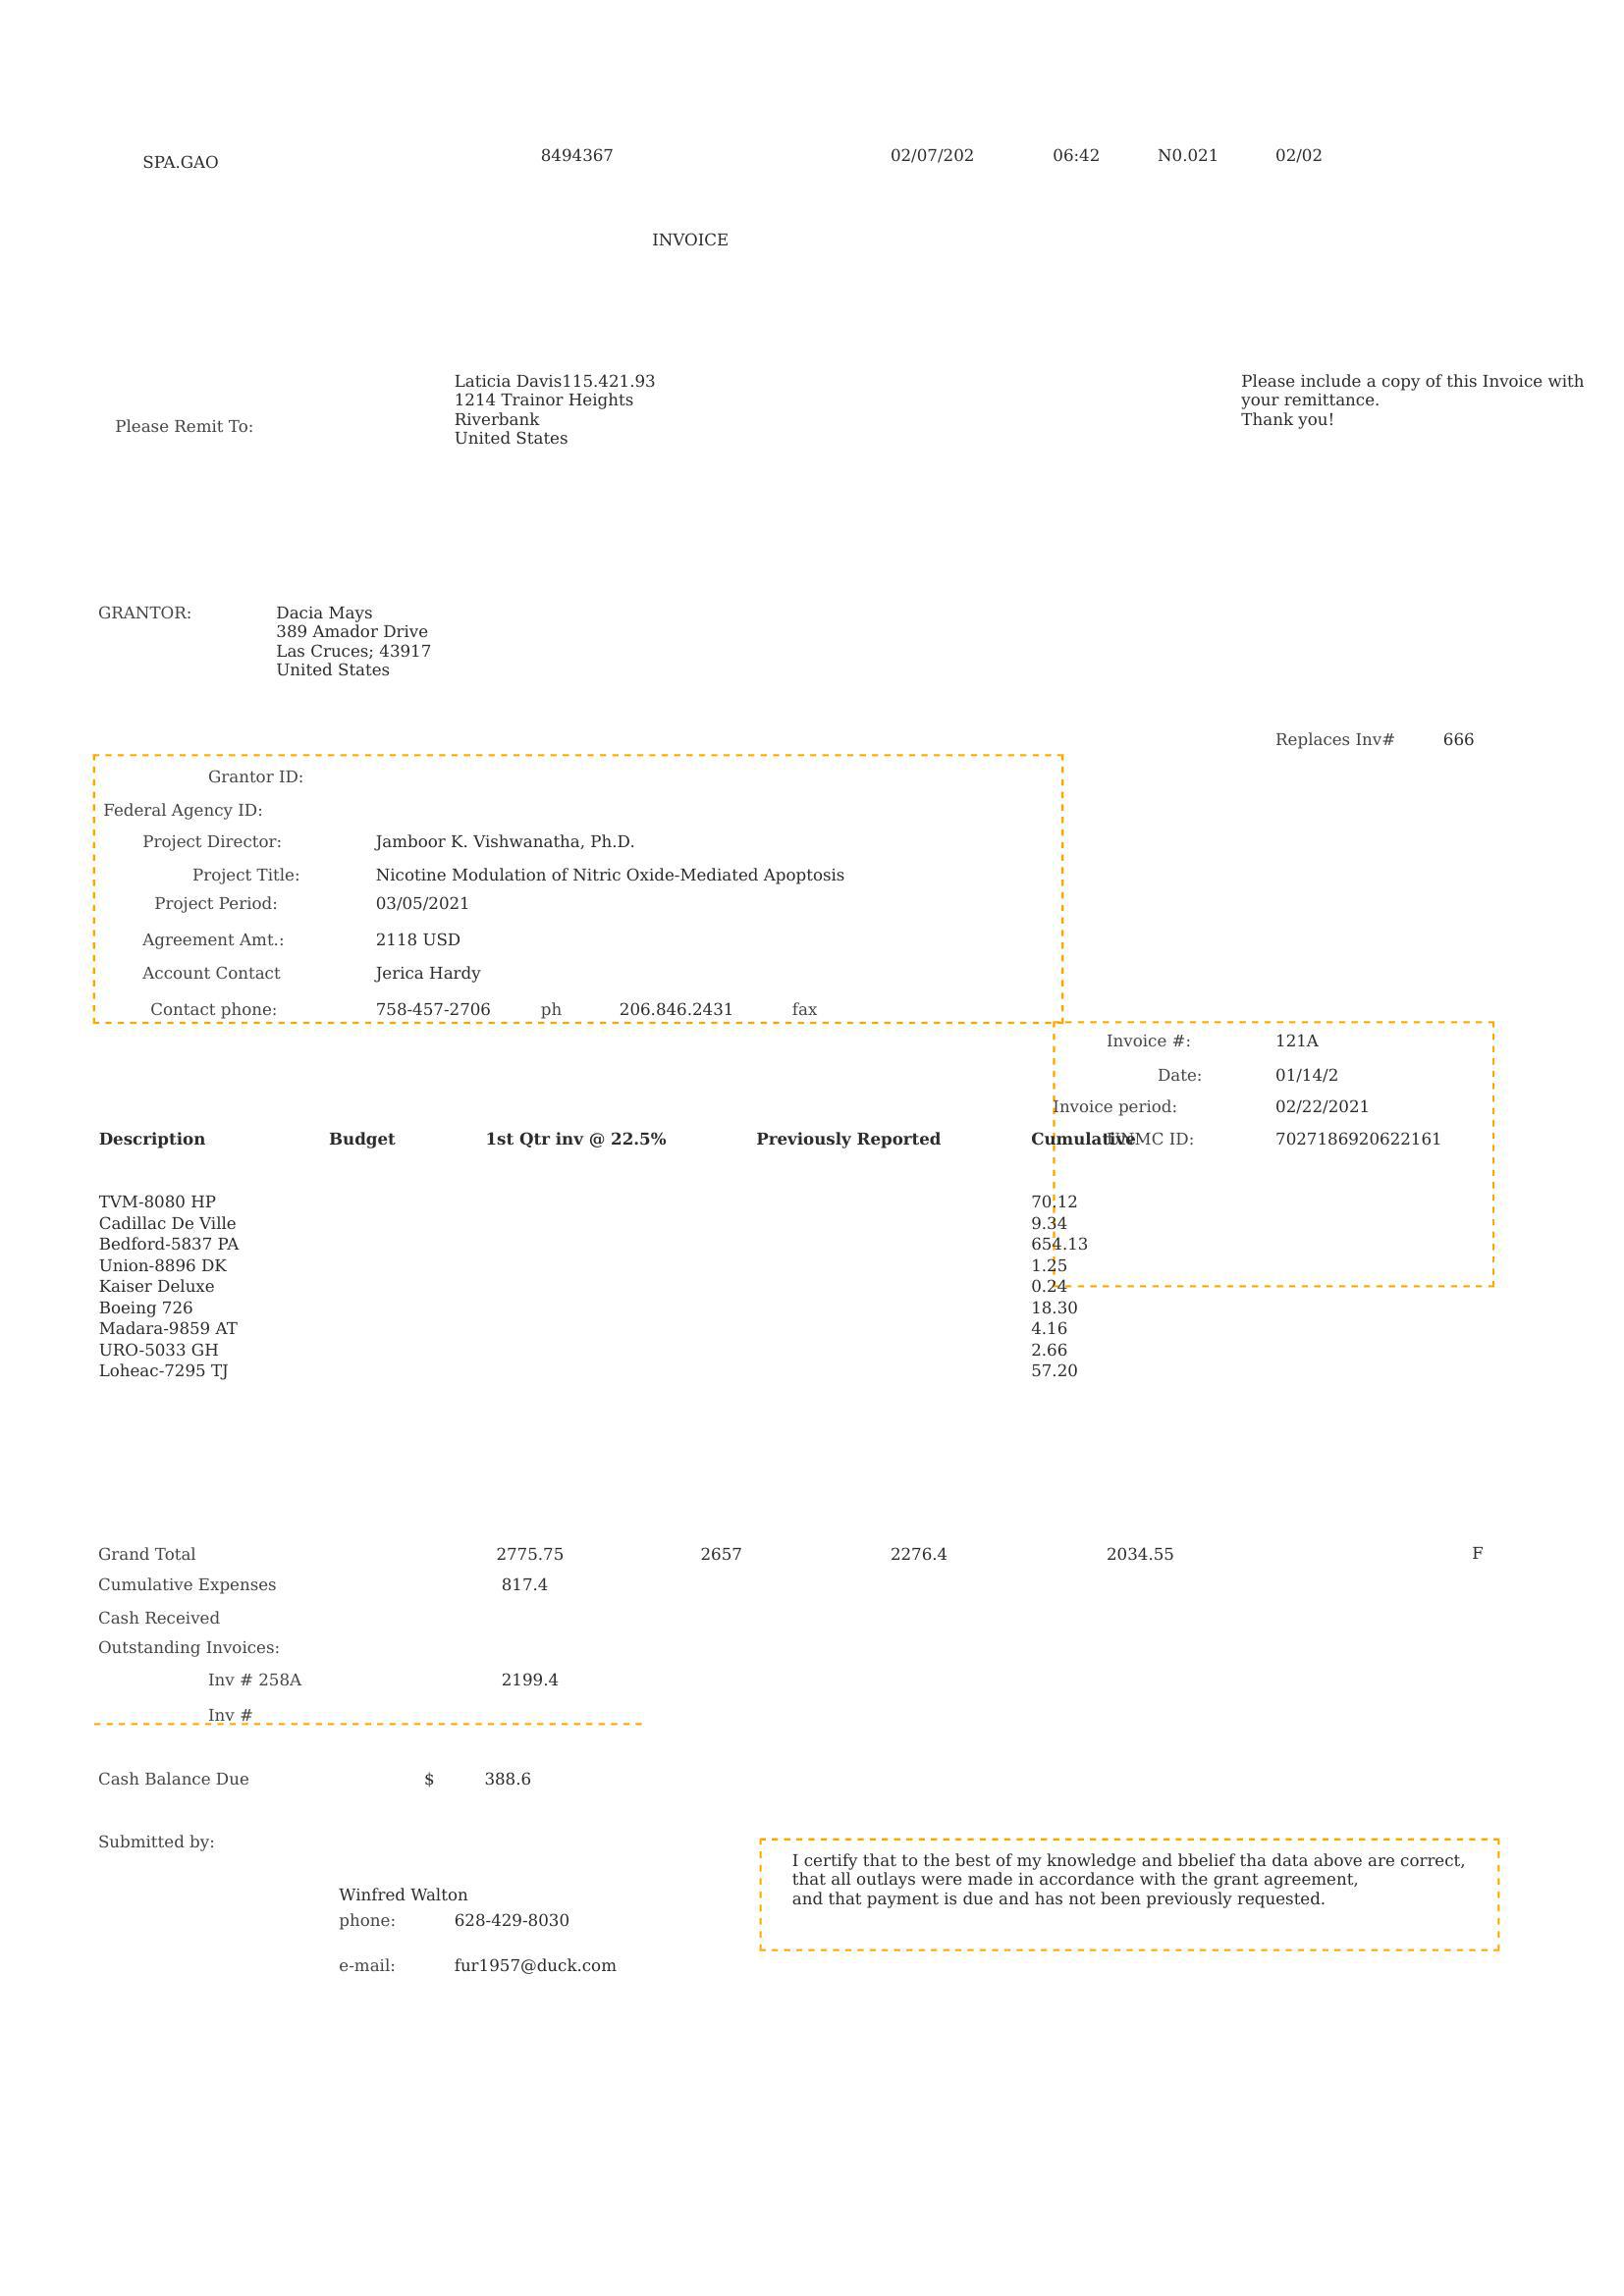 SPA.GAO 8494367 02/07/202 06:42 N0.021 02/02
INVOICE
Please Remit To:
Laticia Davis115.421.93
1214 Trainor Heights
Riverbank
United States
Please include a copy of this Invoice with
your remittance.
Thank you!
GRANTOR:
Dacia Mays
389 Amador Drive
Las Cruces; 43917
United States
Replaces Inv# 666
Grantor ID:
Federal Agency ID:
Project Director: Jamboor K. Vishwanatha, Ph.D.
Project Title: Nicotine Modulation of Nitric Oxide-Mediated Apoptosis
Project Period: 03/05/2021
Agreement Amt.: 2118 USD
Account Contact Jerica Hardy
Contact phone: 758-457-2706 ph 206.846.2431 fax
Invoice #: 121A
Date: 01/14/2
Invoice period: 02/22/2021
MC ID: 7027186920622161
Description Budget 1st Qtr inv @ 22.5% Previously Reported Cumulative
TVM-8080 HP 70.12
Cadillac De Ville 9.34
Bedford-5837 PA 654.13
Union-8896 DK 1.25
Kaiser Deluxe 0.24
Boeing 726 18.30
Madara-9859 AT 4.16
URO-5033 GH 2.66
Loheac-7295 TJ 57.20
Grand Total 2775.75 2657 2276.4 2034.55 F
Cumulative Expenses 817.4
Cash Received
Outstanding Invoices:
Inv # 258A 2199.4
Inv #
Cash Balance Due $ 388.6
Submitted by:
Winfred Walton
phone: 628-429-8030
e-mail: fur1957@duck.com
I certify that to the best of my knowledge and bbelief tha data above are correct,
that all outlays were made in accordance with the grant agreement,
and that payment is due and has not been previously requested.